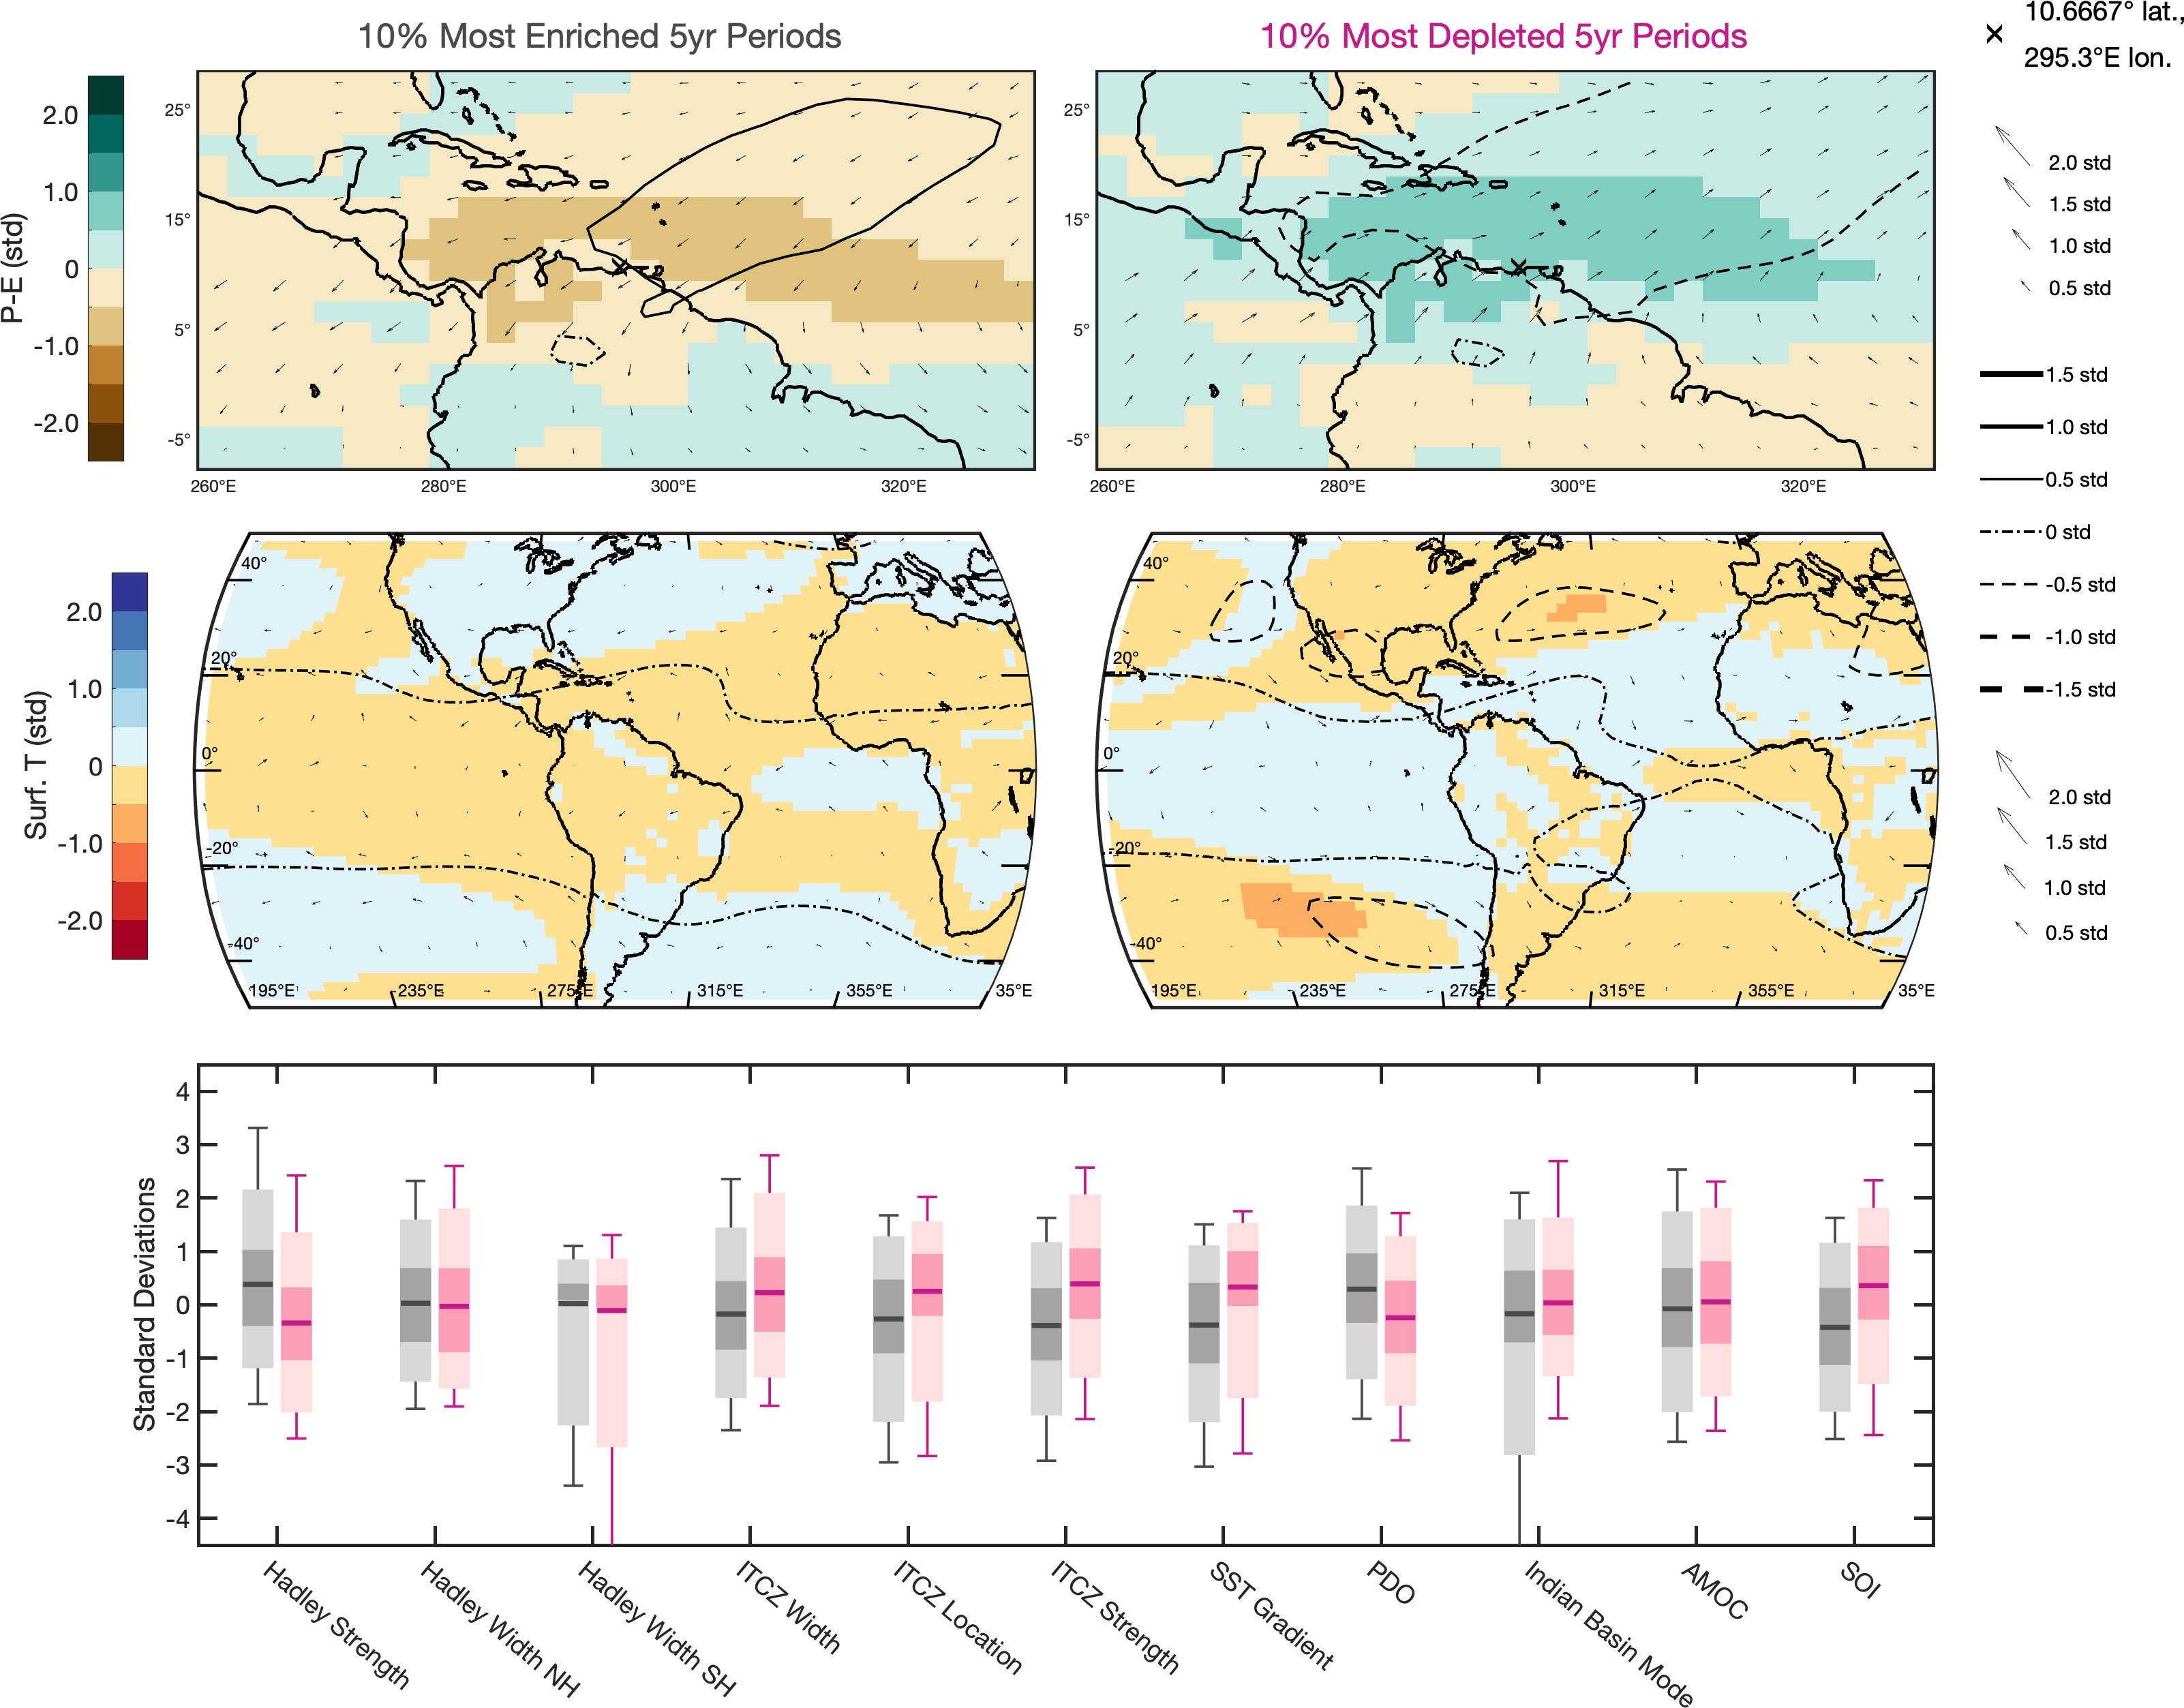 10% Most Enriched 5yr Periods
10% Most Depleted 5yr Periods
10.6667° lat.,
295.3°E lon.
P-E (std)
2.0
1.0
0
-1.0
-2.0
25°
15°
5°
-5°
260°E
280°E
300°E
320°E
25°
15°
5°
-5°
260°E
280°E
300°E
320°E
2.0 std
1.5 std
1.0 std
0.5 std
1.5 std
1.0 std
0.5 std
0 std
-0.5 std
-1.0 std
-1.5 std
Surf. T (std)
2.0
1.0
0
-1.0
-2.0
40°
20°
0°
-20°
-40°
195°E
235°E
275°E
315°E
355°E
35°E
40°
20°
0°
-20°
-40°
195°E
235°E
275°E
315°E
355°E
35°E
2.0 std
1.5 std
1.0 std
0.5 std
Standard Deviations
4
3
2
1
0
-1
-2
-3
-4
Hadley Strength
Hadley Width NH
Hadley Width SH
ITCZ Width
ITCZ Location
ITCZ Strength
SST Gradient
PDO
Indian Basin Mode
AMOC
SOI